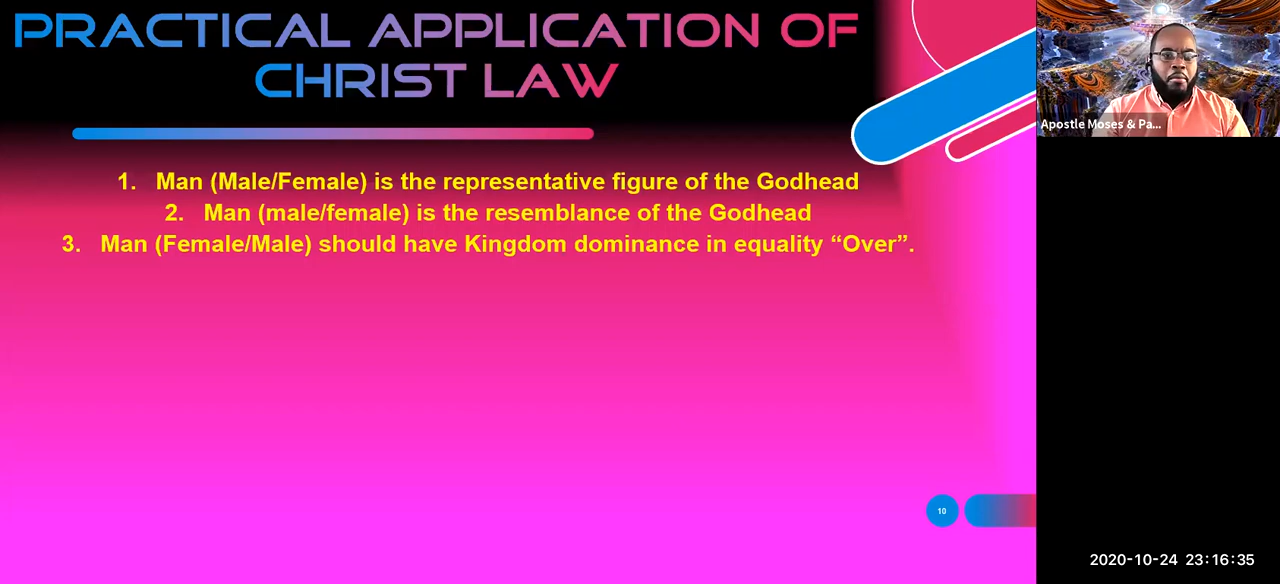 PRACTICAL APPLICATION OF
CHRIST LAW
1. Man (Male/Female) is the representative figure of the Godhead
2. Man (male/female) is the resemblance of the Godhead
3. Man (Female/Male) should have Kingdom dominance in equality “Over”.
10
Apostle Moses & Pa...
2020-10-24 23:16:35